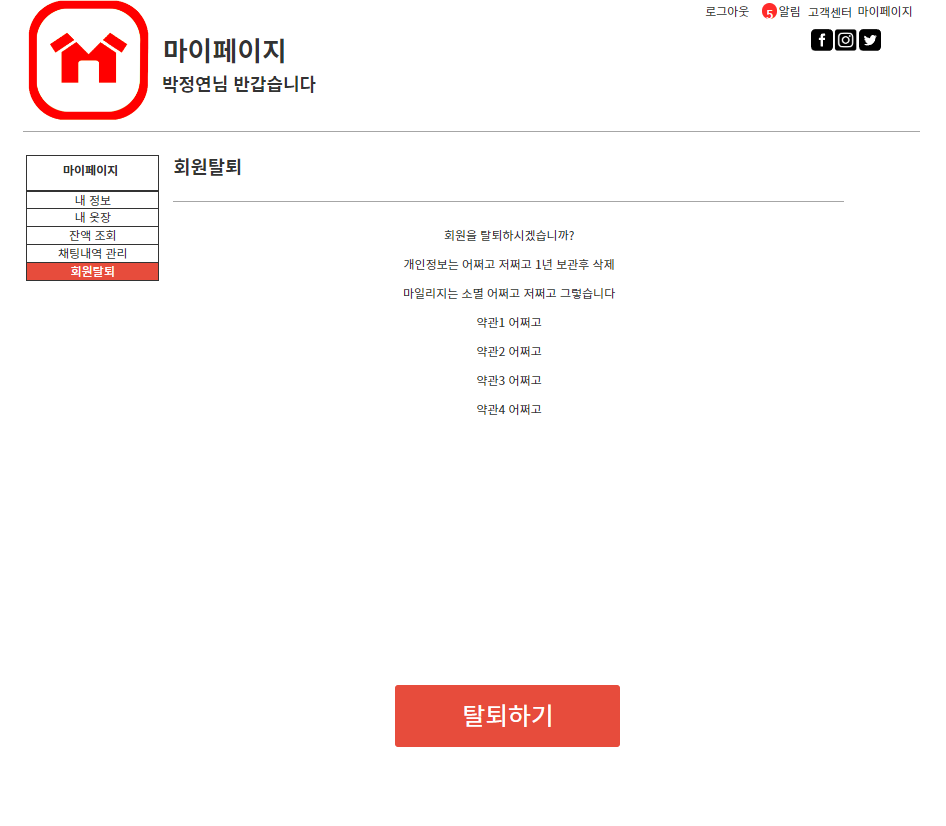 로그아웃 5 알림 고객센터 마이페이지
마이페이지
박정연님 반갑습니다
마이페이지
내 정보
내 옷장
잔액 조회
채팅내역 관리
회원탈퇴
회원탈퇴
회원을 탈퇴하시겠습니까?
개인정보는 어쩌고 저쩌고 1년 보관후 삭제
마일리지는 소멸 어쩌고 저쩌고 그렇습니다
약관1 어쩌고
약관2 어쩌고
약관3 어쩌고
약관4 어쩌고
탈퇴하기